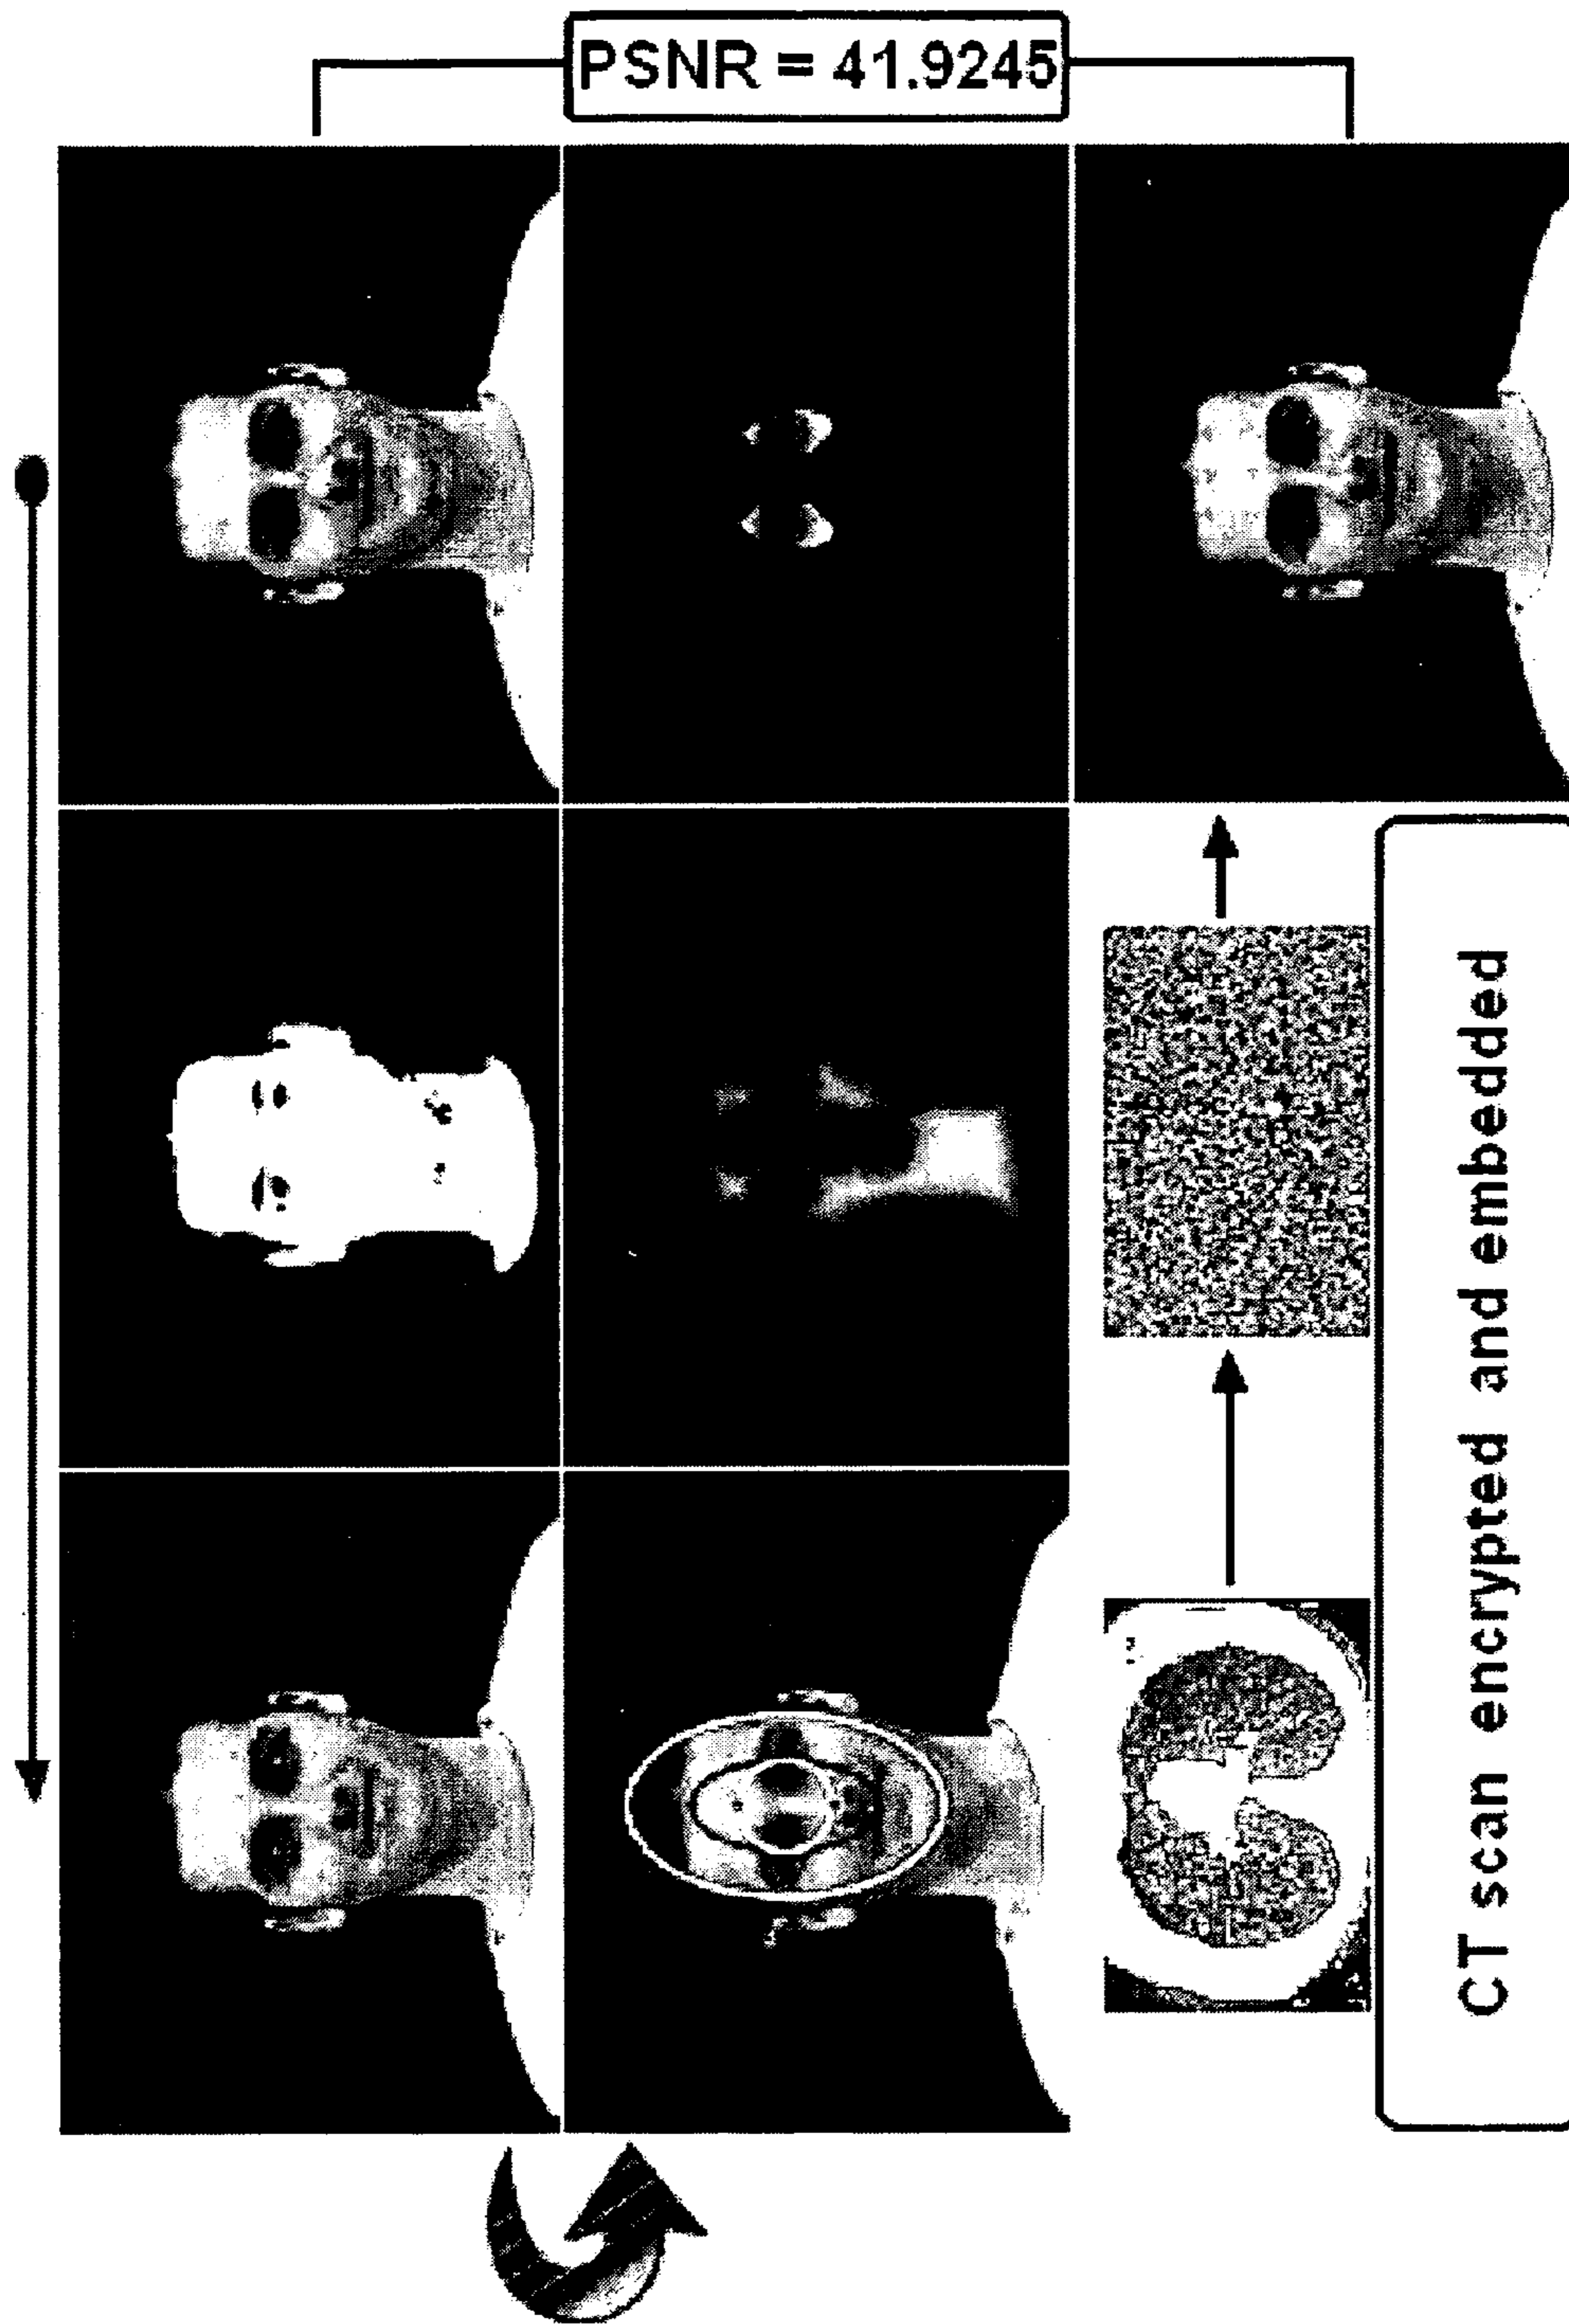 PSNR = 41.9245
CT scan encrypted and embedded